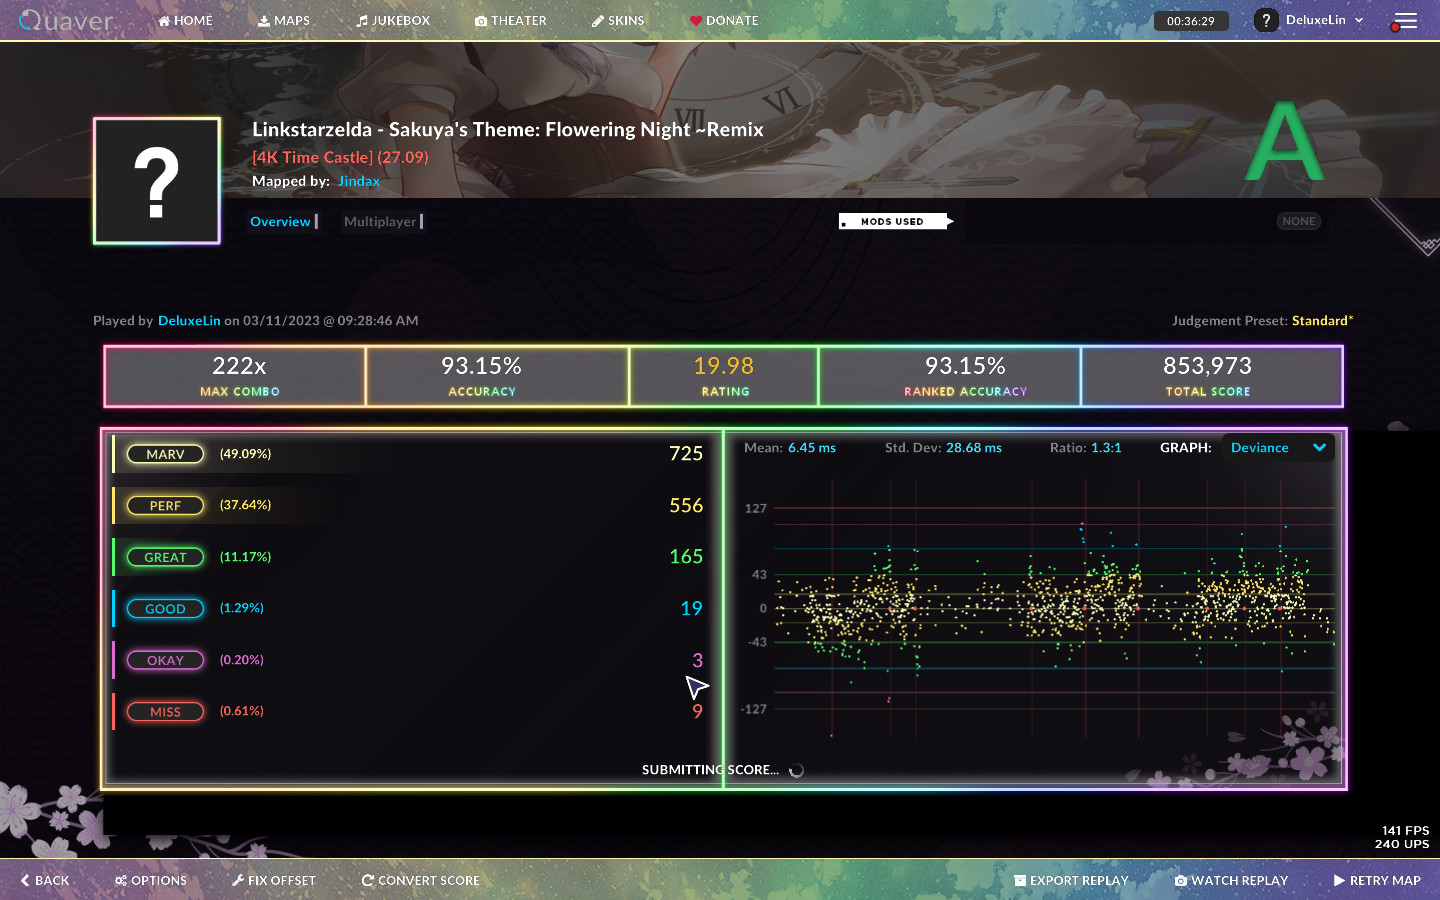 Quaver HOME MAPS JUKEBOX THEATER SKINS DONATE 00:36:29 ? DeluxeLin
VII VI
Linkstarzelda - Sakuya's Theme: Flowering Night ~Remix
[4K Time Castle] (27.09)
Mapped by: Jindax
?
A
Overview Multiplayer MODS USED NONE
Played by DeluxeLin on 03/11/2023 @ 09:28:46 AM Judgement Preset: Standard*
222x 93.15% 19.98 93.15% 853,973
MAX COMBO ACCURACY RATING RANKED ACCURACY TOTAL SCORE
MARV (49.09%) 725
PERF (37.64%) 556
GREAT (11.17%) 165
GOOD (1.29%) 19
OKAY (0.20%) 3
MISS (0.61%) 9
Mean: 6.45 ms Std. Dev: 28.68 ms Ratio: 1.3:1 GRAPH: Deviance
127
43
0
-43
-127
SUBMITTING SCORE...
141 FPS
240 UPS
BACK OPTIONS FIX OFFSET CONVERT SCORE EXPORT REPLAY WATCH REPLAY RETRY MAP